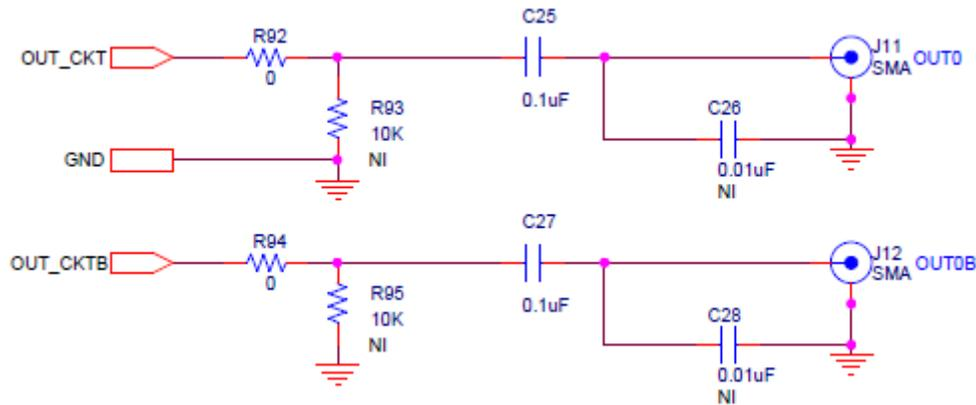 C25
R92
OUT_CKT
J11 OUT0
SMA
0
0.1uF
R93
10K
NI
C26
GND
0.01uF
NI
C27
R94
OUT_CKTB
J12 OUT0B
SMA
0
0.1uF
R95
10K
NI
C28
0.01uF
NI